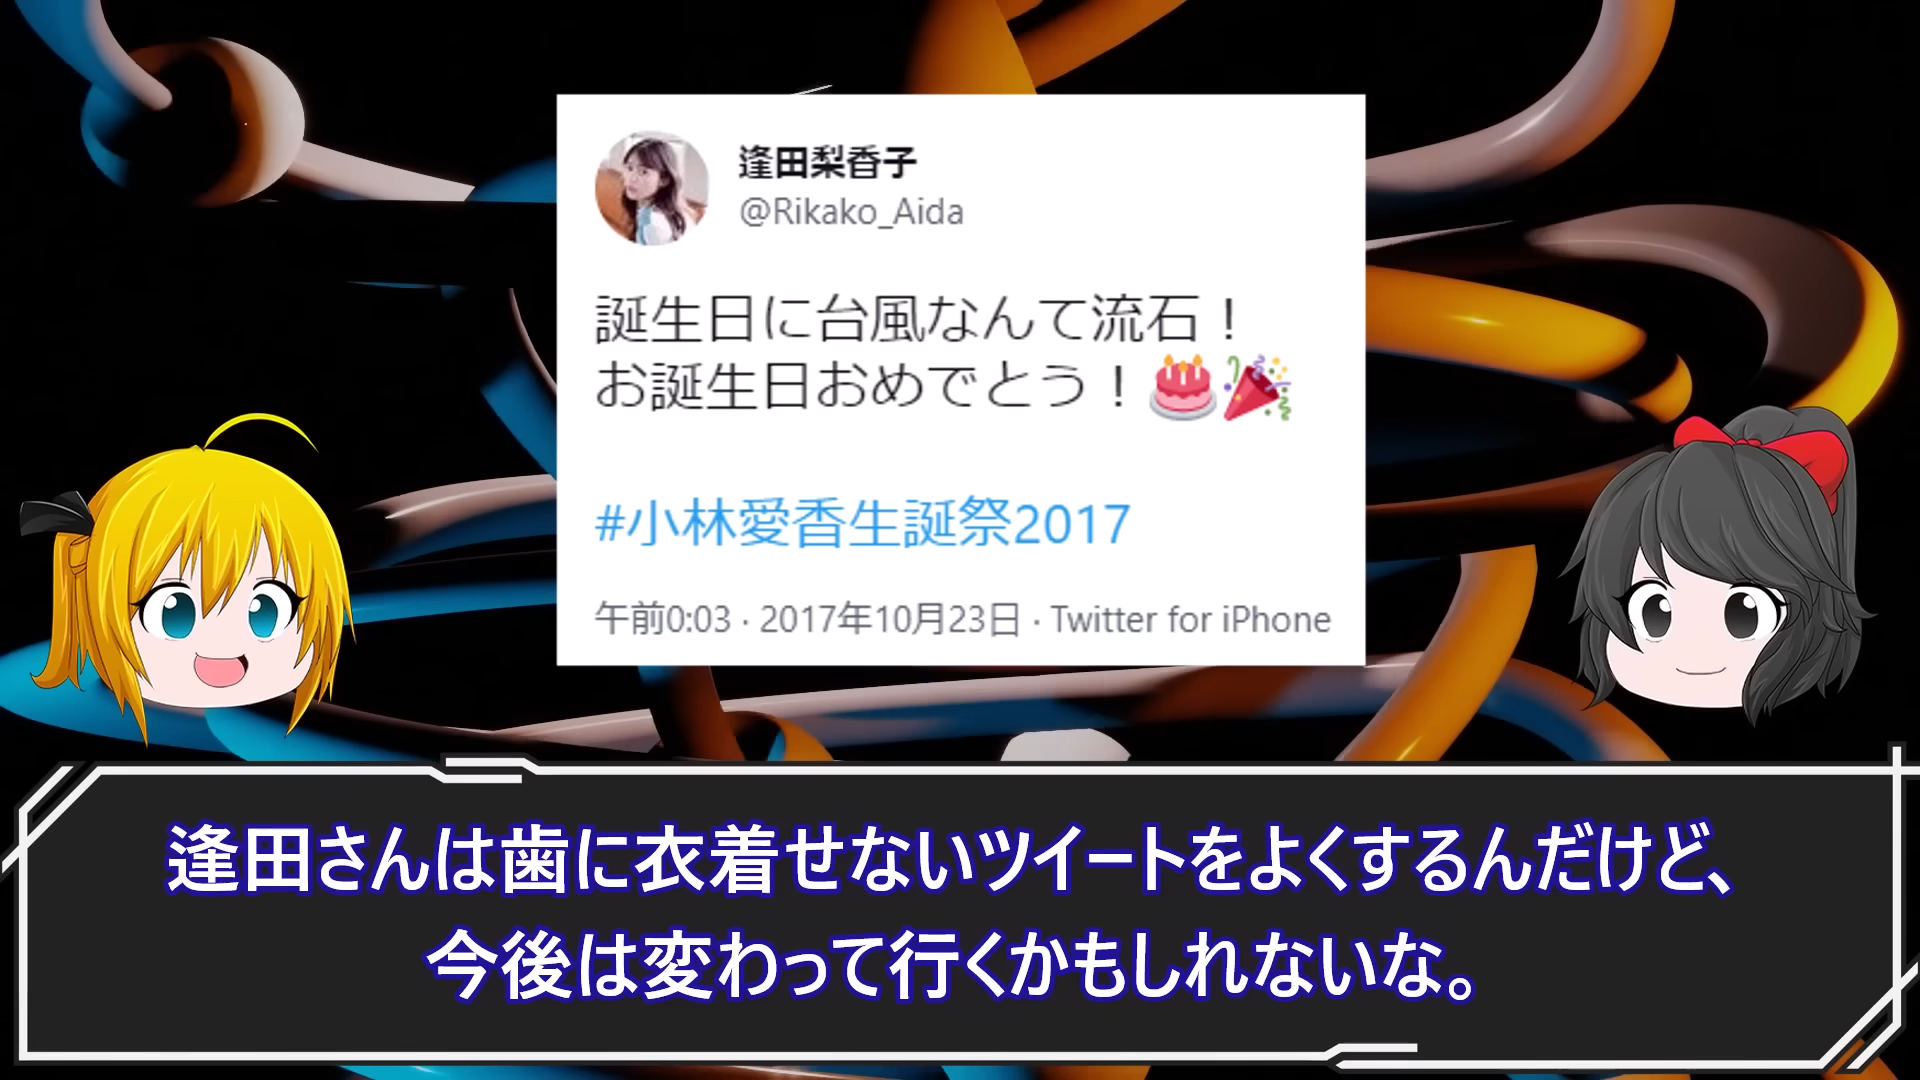 逢田梨香子
@Rikako_Aida
誕生日に台風なんて流石！
お誕生日おめでとう！🎂🎉
#小林愛香生誕祭2017
午前0:03 · 2017年10月23日 · Twitter for iPhone
逢田さんは歯に衣着せないツイートをよくするんだけど、
今後は変わって行くかもしれないな。